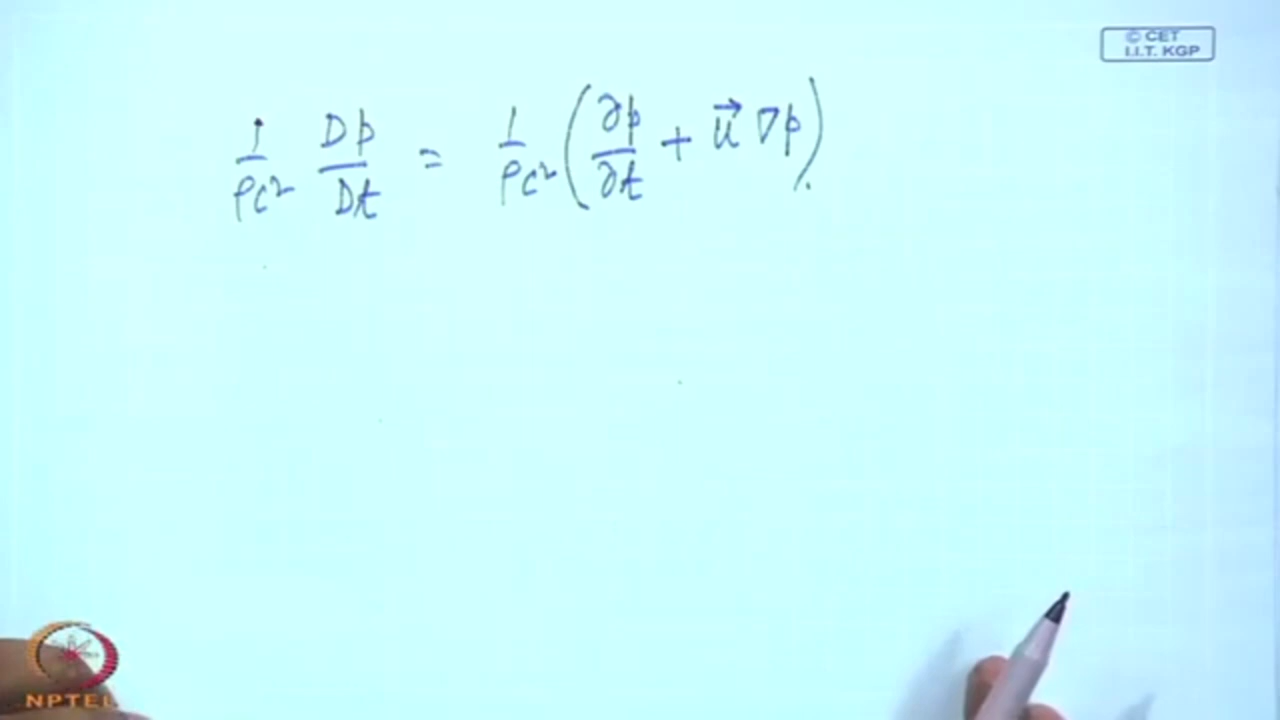 © CET
I.I.T. KGP
1/ρc² Dp/Dt = 1/ρc² (∂p/∂t + u⃗ ∇p).
NPTEL